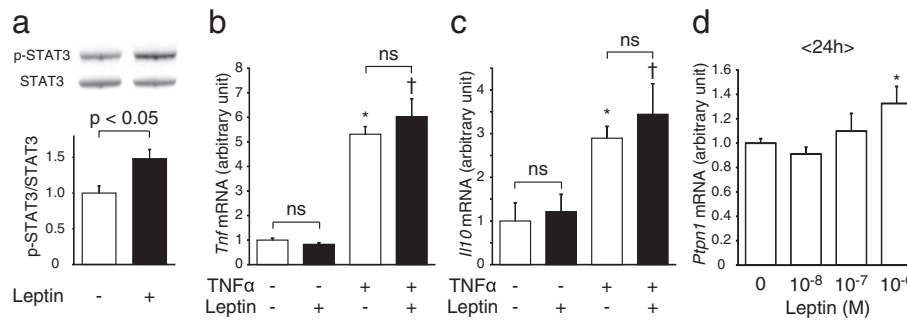 a
p-STAT3
STAT3
p < 0.05
1.5
1.0
0.5
0.0
p-STAT3/STAT3
Leptin - +
b
ns
†
*
ns
8
7
6
5
4
3
2
1
0
Tnf mRNA (arbitrary unit)
TNFα - - + +
Leptin - + - +
c
ns
†
*
ns
4
3
2
1
0
Il10 mRNA (arbitrary unit)
TNFα - - + +
Leptin - + - +
d
<24h>
*
1.6
1.4
1.2
1.0
0.8
0.6
0.4
0.2
0.0
Ptpn1 mRNA (arbitrary unit)
0 10⁻⁸ 10⁻⁷
Leptin (M)